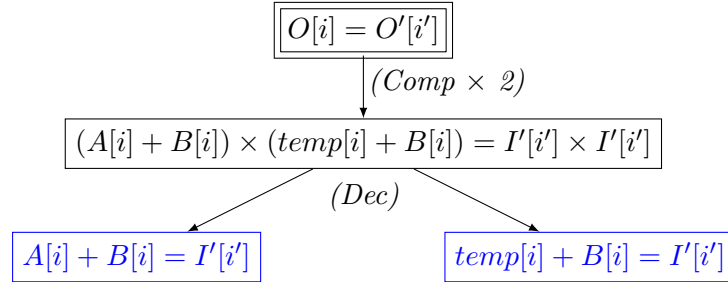 O[i] = O'[i']
(Comp × 2)
(A[i] + B[i]) × (temp[i] + B[i]) = I'[i'] × I'[i']
(Dec)
A[i] + B[i] = I'[i']
temp[i] + B[i] = I'[i']